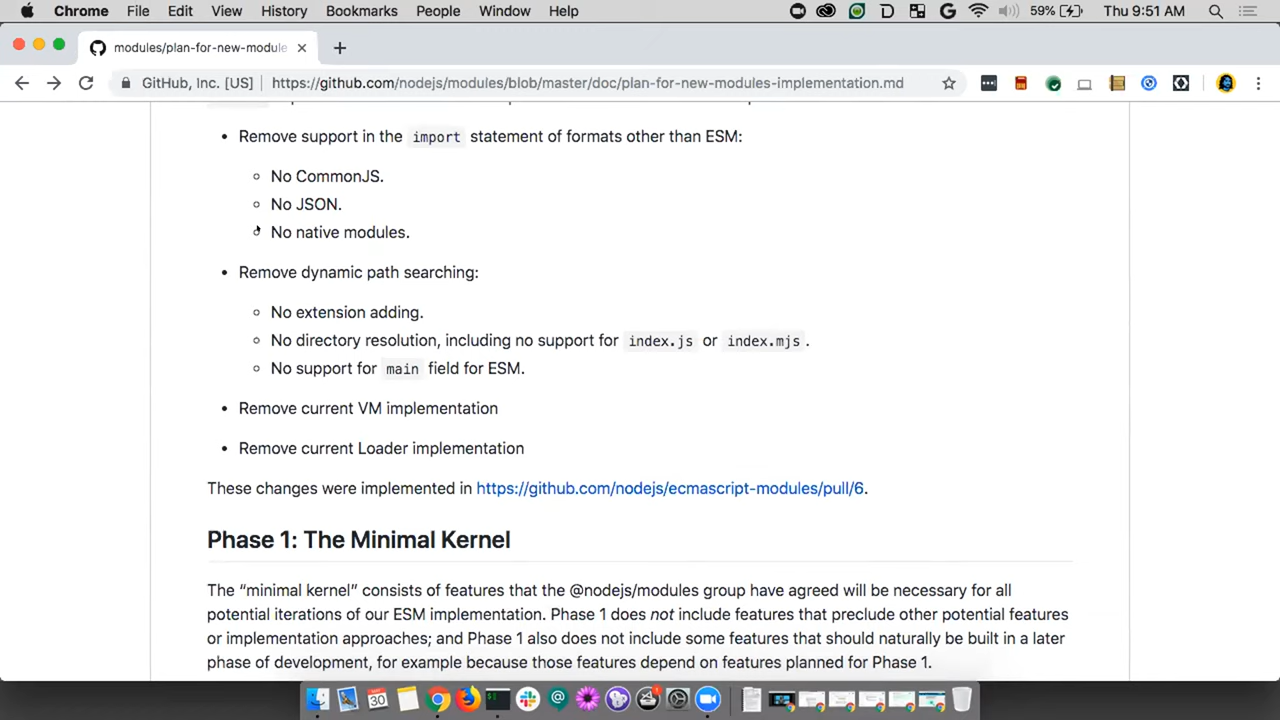 Chrome File Edit View History Bookmarks People Window Help 59% Thu 9:51 AM
modules/plan-for-new-module
GitHub, Inc. [US] https://github.com/nodejs/modules/blob/master/doc/plan-for-new-modules-implementation.md
Remove support in the import statement of formats other than ESM:
No CommonJS.
No JSON.
No native modules.
Remove dynamic path searching:
No extension adding.
No directory resolution, including no support for index.js or index.mjs.
No support for main field for ESM.
Remove current VM implementation
Remove current Loader implementation
These changes were implemented in https://github.com/nodejs/ecmascript-modules/pull/6.
Phase 1: The Minimal Kernel
The “minimal kernel” consists of features that the @nodejs/modules group have agreed will be necessary for all
potential iterations of our ESM implementation. Phase 1 does not include features that preclude other potential features
or implementation approaches; and Phase 1 also does not include some features that should naturally be built in a later
phase of development, for example because those features depend on features planned for Phase 1.
30